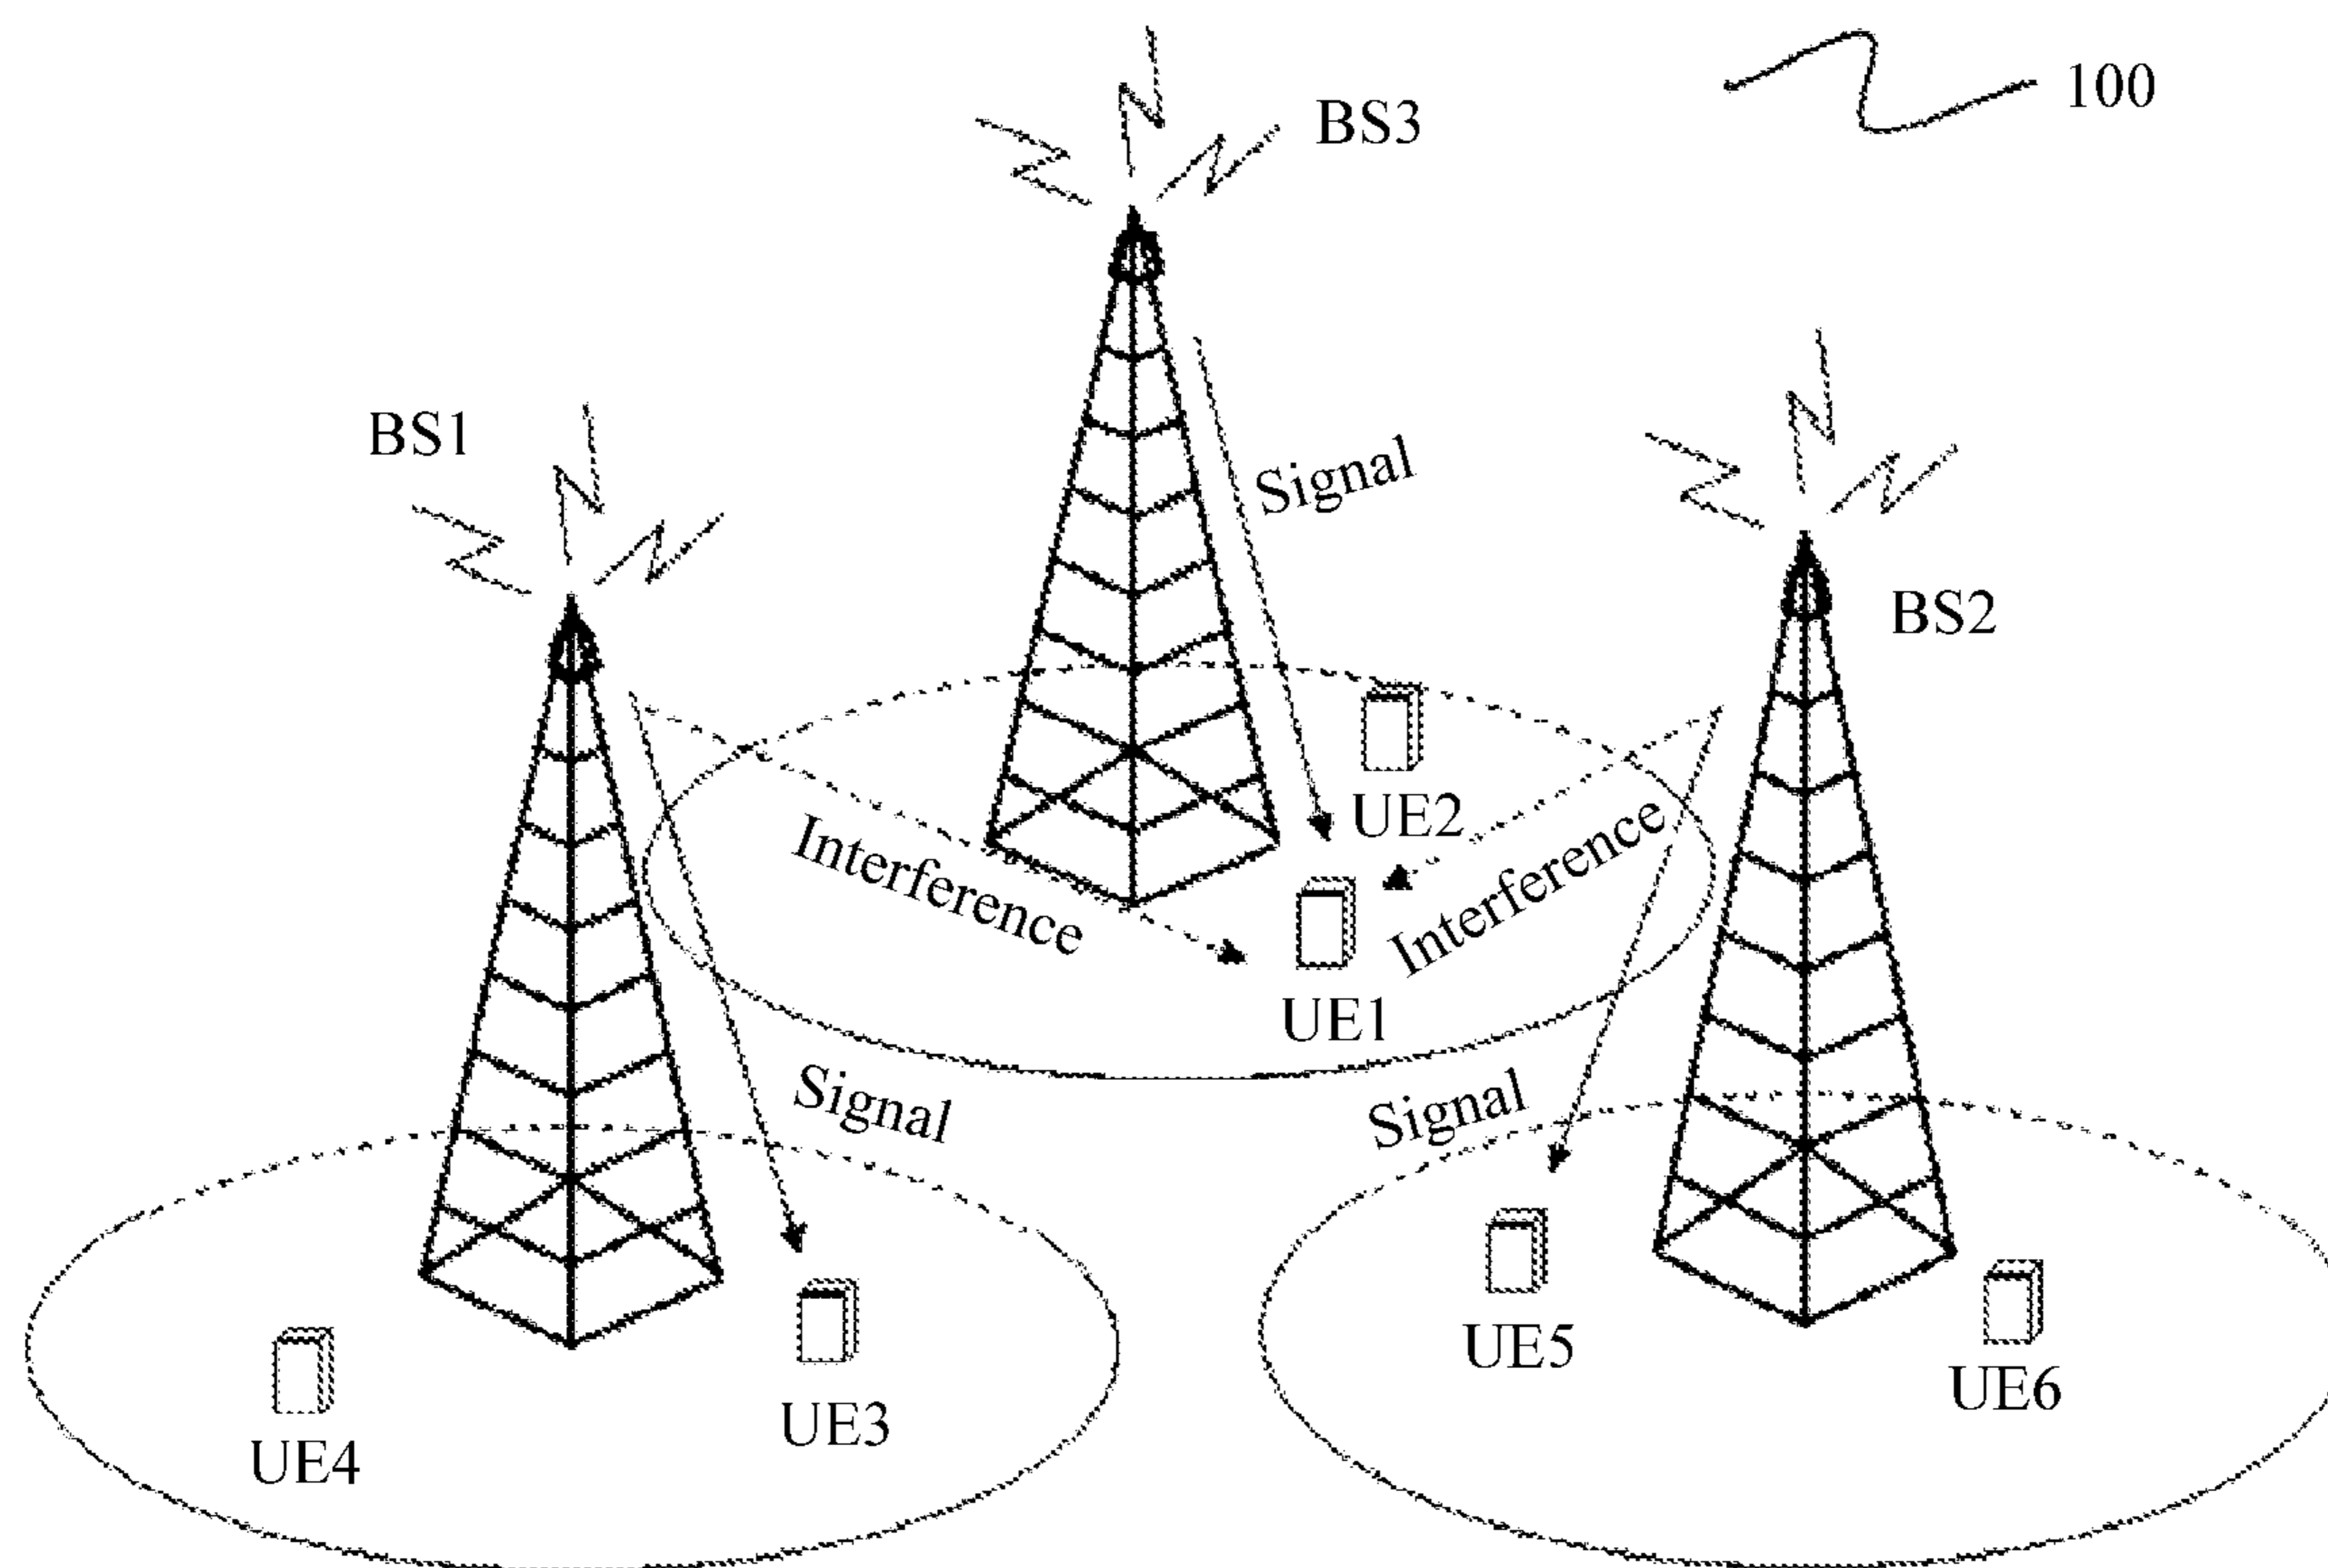 100
BS3
BS1
Signal
BS2
UE2
Interference
Interference
UE1
Signal
Signal
UE5
UE6
UE3
UE4